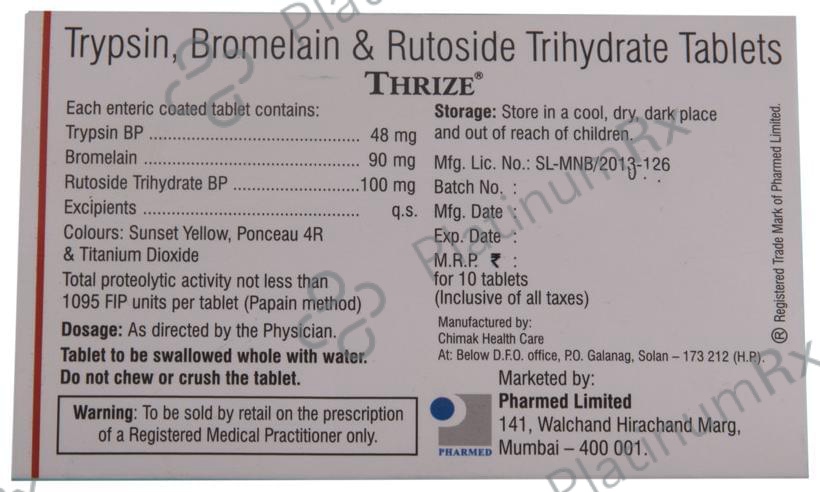 Trypsin, Bromelain & Rutoside Trihydrate Tablets
THRIZE®
Each enteric coated tablet contains:
Trypsin BP ........................................ 48 mg
Bromelain ......................................... 90 mg
Rutoside Trihydrate BP .......................100 mg
Excipients ......................................... q.s.
Colours: Sunset Yellow, Ponceau 4R
& Titanium Dioxide
Total proteolytic activity not less than
1095 FIP units per tablet (Papain method)
Dosage: As directed by the Physician.
Tablet to be swallowed whole with water.
Do not chew or crush the tablet.
Warning: To be sold by retail on the prescription
of a Registered Medical Practitioner only.
Storage: Store in a cool, dry, dark place
and out of reach of children.
Mfg. Lic. No.: SL-MNB/2013-126
Batch No. :
Mfg. Date :
Exp. Date :
M.R.P. ₹ :
for 10 tablets
(Inclusive of all taxes)
Manufactured by:
Chimak Health Care
At: Below D.F.O. office, P.O. Galanag, Solan – 173 212 (H.P.).
Marketed by:
Pharmed Limited
141, Walchand Hirachand Marg,
Mumbai – 400 001.
PHARMED
® Registered Trade Mark of Pharmed Limited.
PlatinumRx
PlatinumRx
PlatinumRx